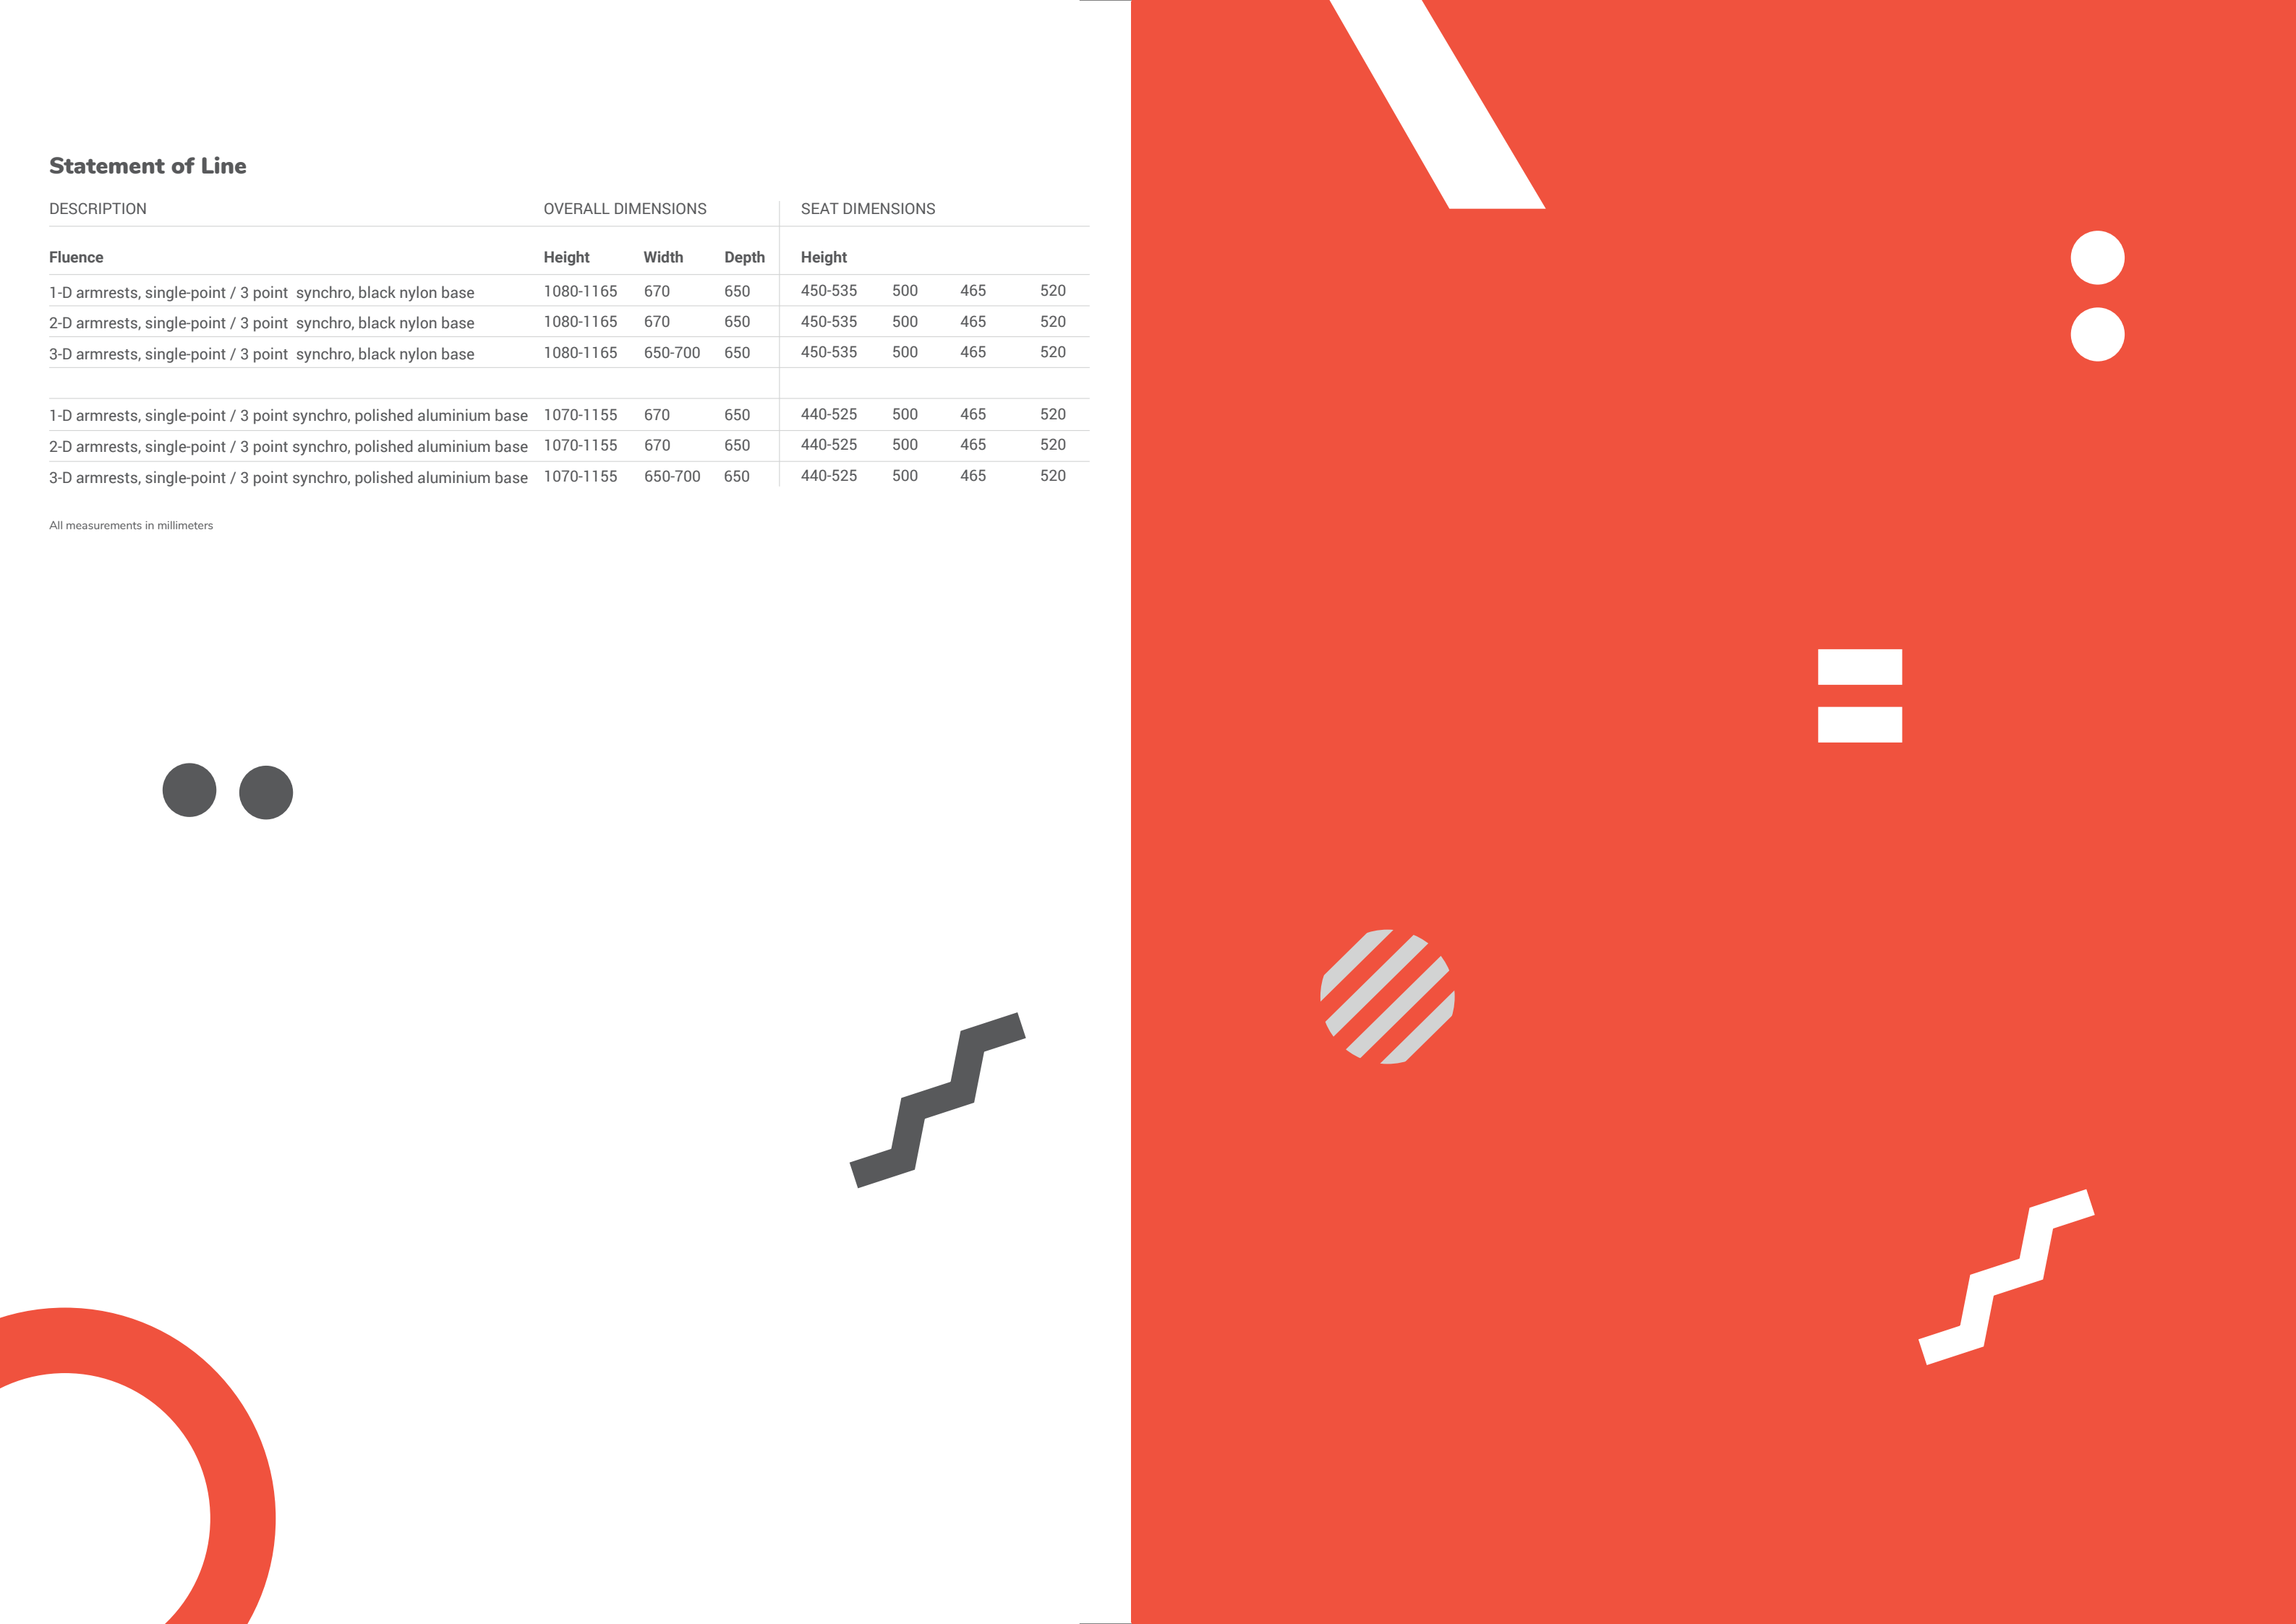 Statement of Line
DESCRIPTION OVERALL DIMENSIONS SEAT DIMENSIONS
Fluence Height Width Depth Height
1-D armrests, single-point / 3 point  synchro, black nylon base 1080-1165 670 650 450-535 500 465 520
2-D armrests, single-point / 3 point  synchro, black nylon base 1080-1165 670 650 450-535 500 465 520
3-D armrests, single-point / 3 point  synchro, black nylon base 1080-1165 650-700 650 450-535 500 465 520
1-D armrests, single-point / 3 point synchro, polished aluminium base 1070-1155 670 650 440-525 500 465 520
2-D armrests, single-point / 3 point synchro, polished aluminium base 1070-1155 670 650 440-525 500 465 520
3-D armrests, single-point / 3 point synchro, polished aluminium base 1070-1155 650-700 650 440-525 500 465 520
All measurements in millimeters